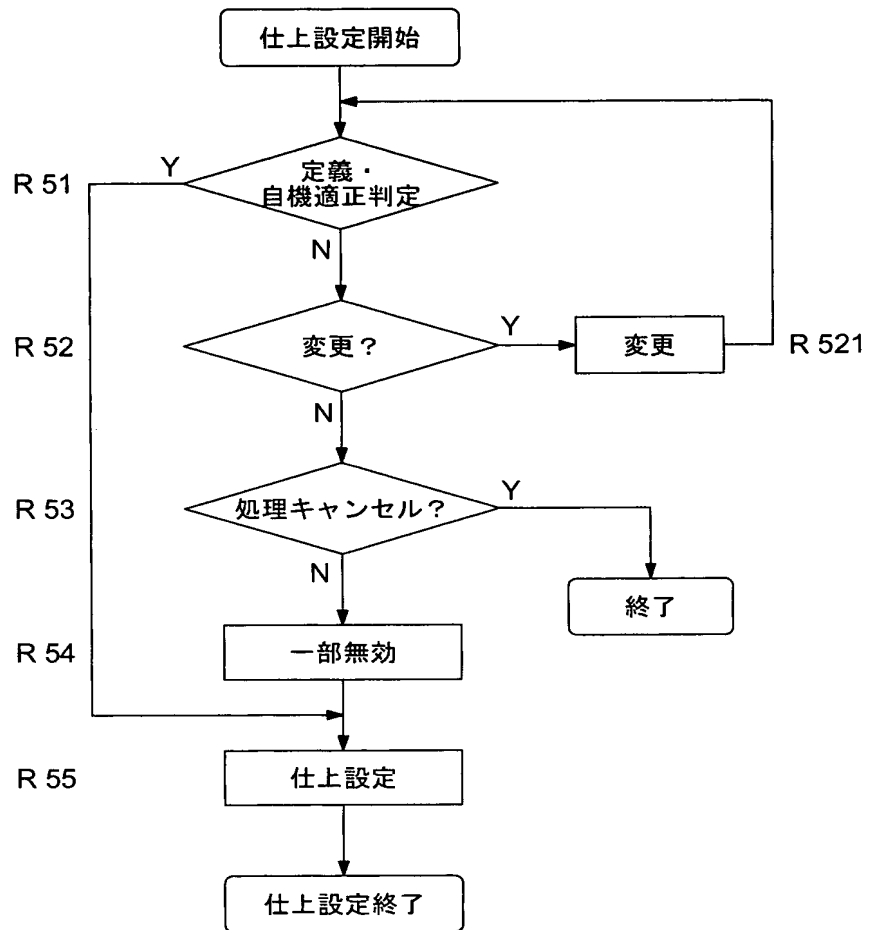 仕上設定開始
R 51
Y
定義・
自機適正判定
N
R 52
変更？
Y
変更
R 521
N
R 53
処理キャンセル？
Y
N
終了
R 54
一部無効
R 55
仕上設定
仕上設定終了